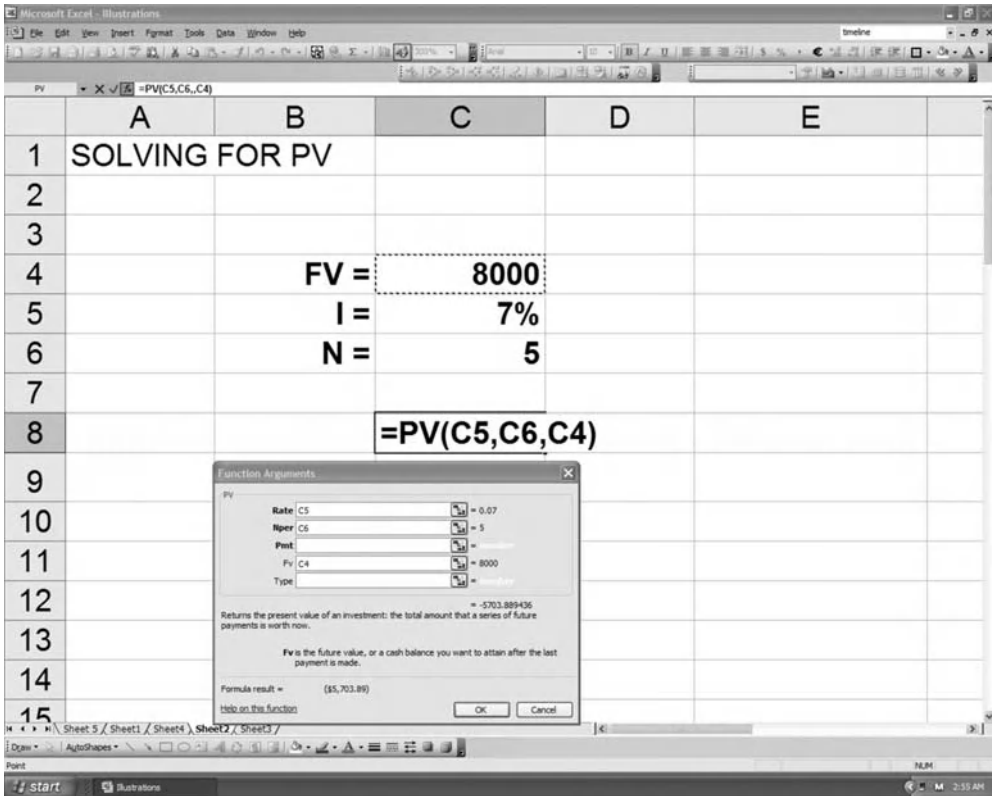 Microsoft Excel - Illustrations
File Edit View Insert Format Tools Data Window Help
timeline
Arial
PV
=PV(C5,C6,,C4)
A B C D E
1 SOLVING FOR PV
2
3
4 FV = 8000
5 I = 7%
6 N = 5
7
8 =PV(C5,C6,C4)
9
10
11
12
13
14
15
Function Arguments
PV
Rate C5 = 0.07
Nper C6 = 5
Pmt =
Fv C4 = 8000
Type =
= -5703.889436
Returns the present value of an investment: the total amount that a series of future
payments is worth now.
Fv is the future value, or a cash balance you want to attain after the last
payment is made.
Formula result = ($5,703.89)
Help on this function
OK Cancel
Sheet 5 / Sheet1 / Sheet4 \ Sheet2 / Sheet3 /
Draw AutoShapes
Point NUM
start Illustrations M 2:55 AM